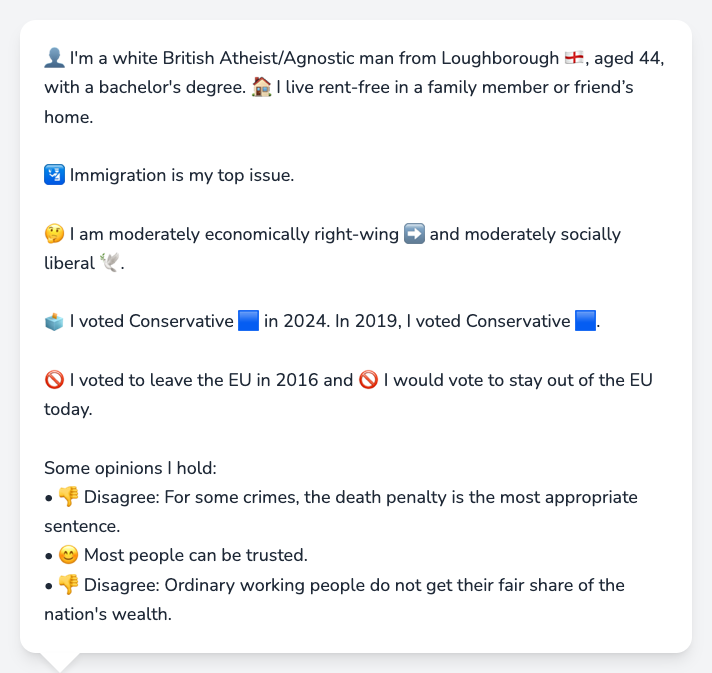 👤 I'm a white British Atheist/Agnostic man from Loughborough 🏴󠁧󠁢󠁥󠁮󠁧󠁿, aged 44,
with a bachelor's degree. 🏠 I live rent-free in a family member or friend’s
home.
🛂 Immigration is my top issue.
🤔 I am moderately economically right-wing ➡️ and moderately socially
liberal 🕊️.
🗳️ I voted Conservative 🟦 in 2024. In 2019, I voted Conservative 🟦.
🚫 I voted to leave the EU in 2016 and 🚫 I would vote to stay out of the EU
today.
Some opinions I hold:
• 👎 Disagree: For some crimes, the death penalty is the most appropriate
sentence.
• 😊 Most people can be trusted.
• 👎 Disagree: Ordinary working people do not get their fair share of the
nation's wealth.